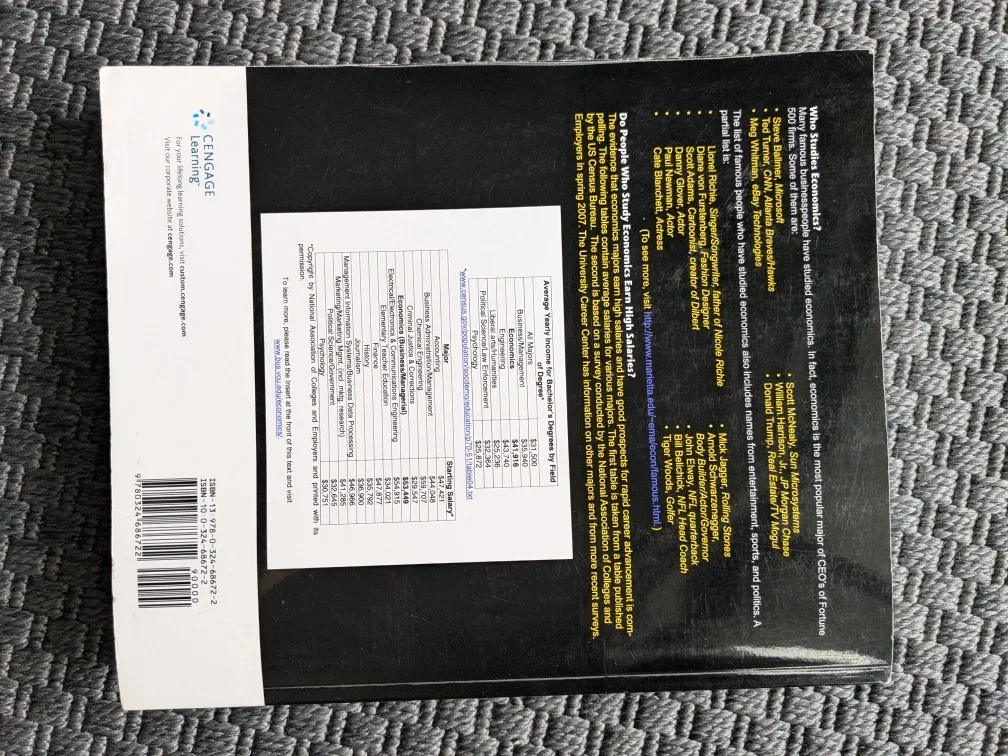 Who Studies Economics?
Many famous businesspeople have studied economics. In fact, economics is the most popular major of CEO's of Fortune
500 firms. Some of them are:
• Steve Ballmer, Microsoft
• Scott McNealy, Sun Microsystems
• Ted Turner, CNN, Atlanta Braves/Hawks
• William Harrison, Jr., JP Morgan Chase
• Meg Whitman, eBay Technologies
Donald Trump, Real Estate/TV Mogul
The list of famous people who have studied economics also includes names from entertainment, sports, and politics. A
partial list is:
• Lionel Richie, Singer/Songwriter, father of Nicole Richie
• Mick Jagger, Rolling Stones
• Diane von Furstenberg, Fashion Designer
Arnold Schwarzenegger,
Body Builder/Actor/Governor
• Scott Adams, Cartoonist, creator of Dilbert
• John Elway, NFL quarterback
• Danny Glover, Actor
• Bill Belichick, NFL Head Coach
• Paul Newman, Actor
Tiger Woods, Golfer
• Cate Blanchett, Actress
(To see more, visit http://www.marietta.edu/~ema/econ/famous.html.)
Do People Who Study Economics Earn High Salaries?
The evidence that economics majors earn high salaries and have good prospects for rapid career advancement is com-
pelling. The following tables contain average salaries for various majors. The first table is taken from a table published
by the US Census Bureau. The second is based on a survey conducted by the National Association of Colleges and
Employers in spring 2007. The University Career Center has information on other majors and from more recent surveys.
Average Yearly Income for Bachelor's Degrees by Field
of Degree*
All Majors $31,500
Business/Management $35,940
Economics $41,916
Engineering $43,740
Liberal arts/Humanities $25,236
Political Science/Law Enforcement $32,364
Psychology $25,872
*www.census.gov/population/socdemo/education/p70-51/table04.txt
Major Starting Salary*
Accounting $47,421
Business Administration/Management $44,048
Chemical Engineering $59,707
Criminal Justice & Corrections $29,547
Economics (Business/Managerial) $53,449
Electrical/Electronics & Communications Engineering $54,915
Elementary Teacher Education $34,021
Finance $47,877
History $35,792
Journalism $36,900
Management Information Systems/Business Data Processing $46,966
Marketing/Marketing Mgmt. (incl. mktg. research) $41,285
Political Science/Government $32,645
Psychology $30,751
*Copyright by National Association of Colleges and Employers and printed with its
permission.
To learn more, please read the insert at the front of this text and visit
www.bus.vcu.edu/economics/.
CENGAGE
Learning™
For your lifelong learning solutions, visit custom.cengage.com
Visit our corporate website at cengage.com
ISBN-13: 978-0-324-68672-2
ISBN-10: 0-324-68672-2
90000
9 780324 686722